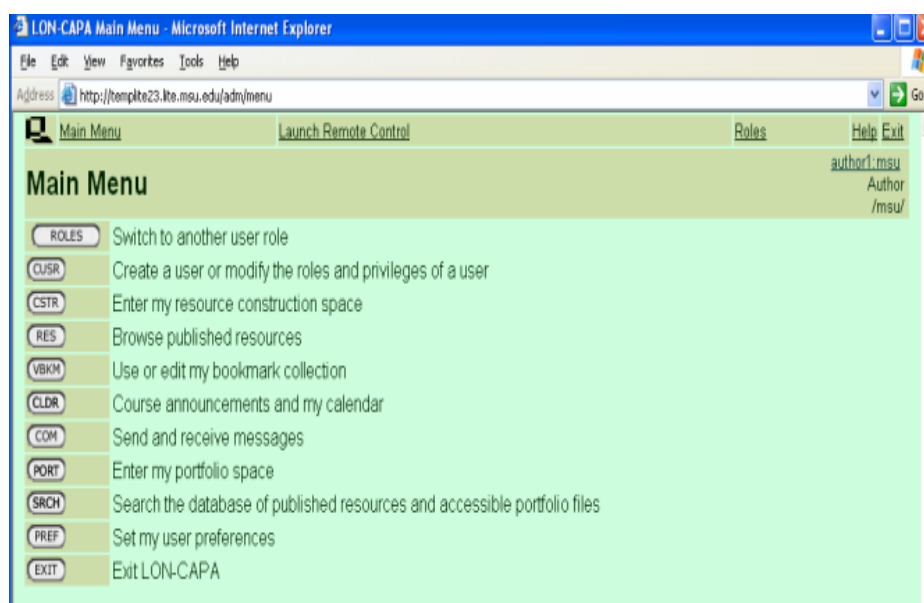 LON-CAPA Main Menu - Microsoft Internet Explorer
File Edit View Favorites Tools Help
Address http://templite23.lite.msu.edu/adm/menu Go
Main Menu Launch Remote Control Roles Help Exit
Main Menu
author1:msu
Author
/msu/
ROLES Switch to another user role
CUSR Create a user or modify the roles and privileges of a user
CSTR Enter my resource construction space
RES Browse published resources
VBKM Use or edit my bookmark collection
CLDR Course announcements and my calendar
COM Send and receive messages
PORT Enter my portfolio space
SRCH Search the database of published resources and accessible portfolio files
PREF Set my user preferences
EXIT Exit LON-CAPA